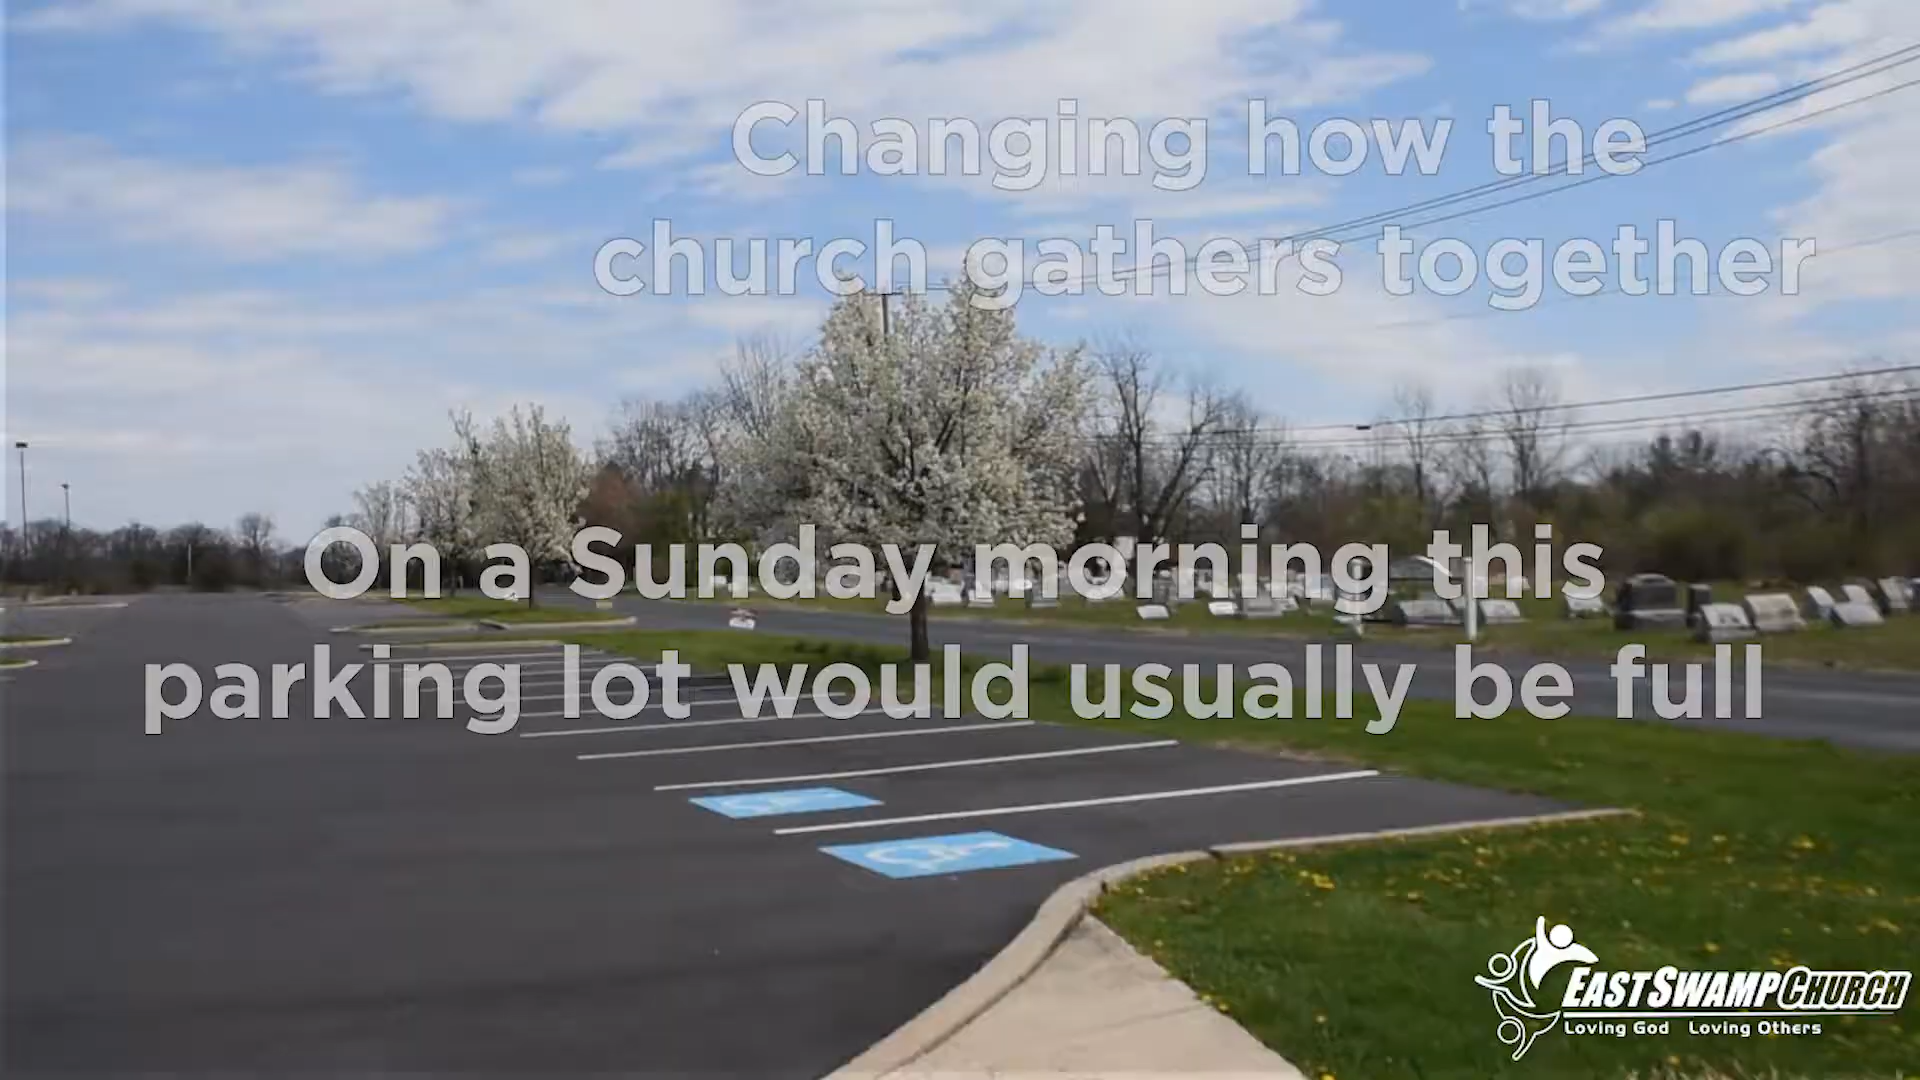 Changing how the
church gathers together
On a Sunday morning this
parking lot would usually be full
EASTSWAMPCHURCH
Loving God Loving Others